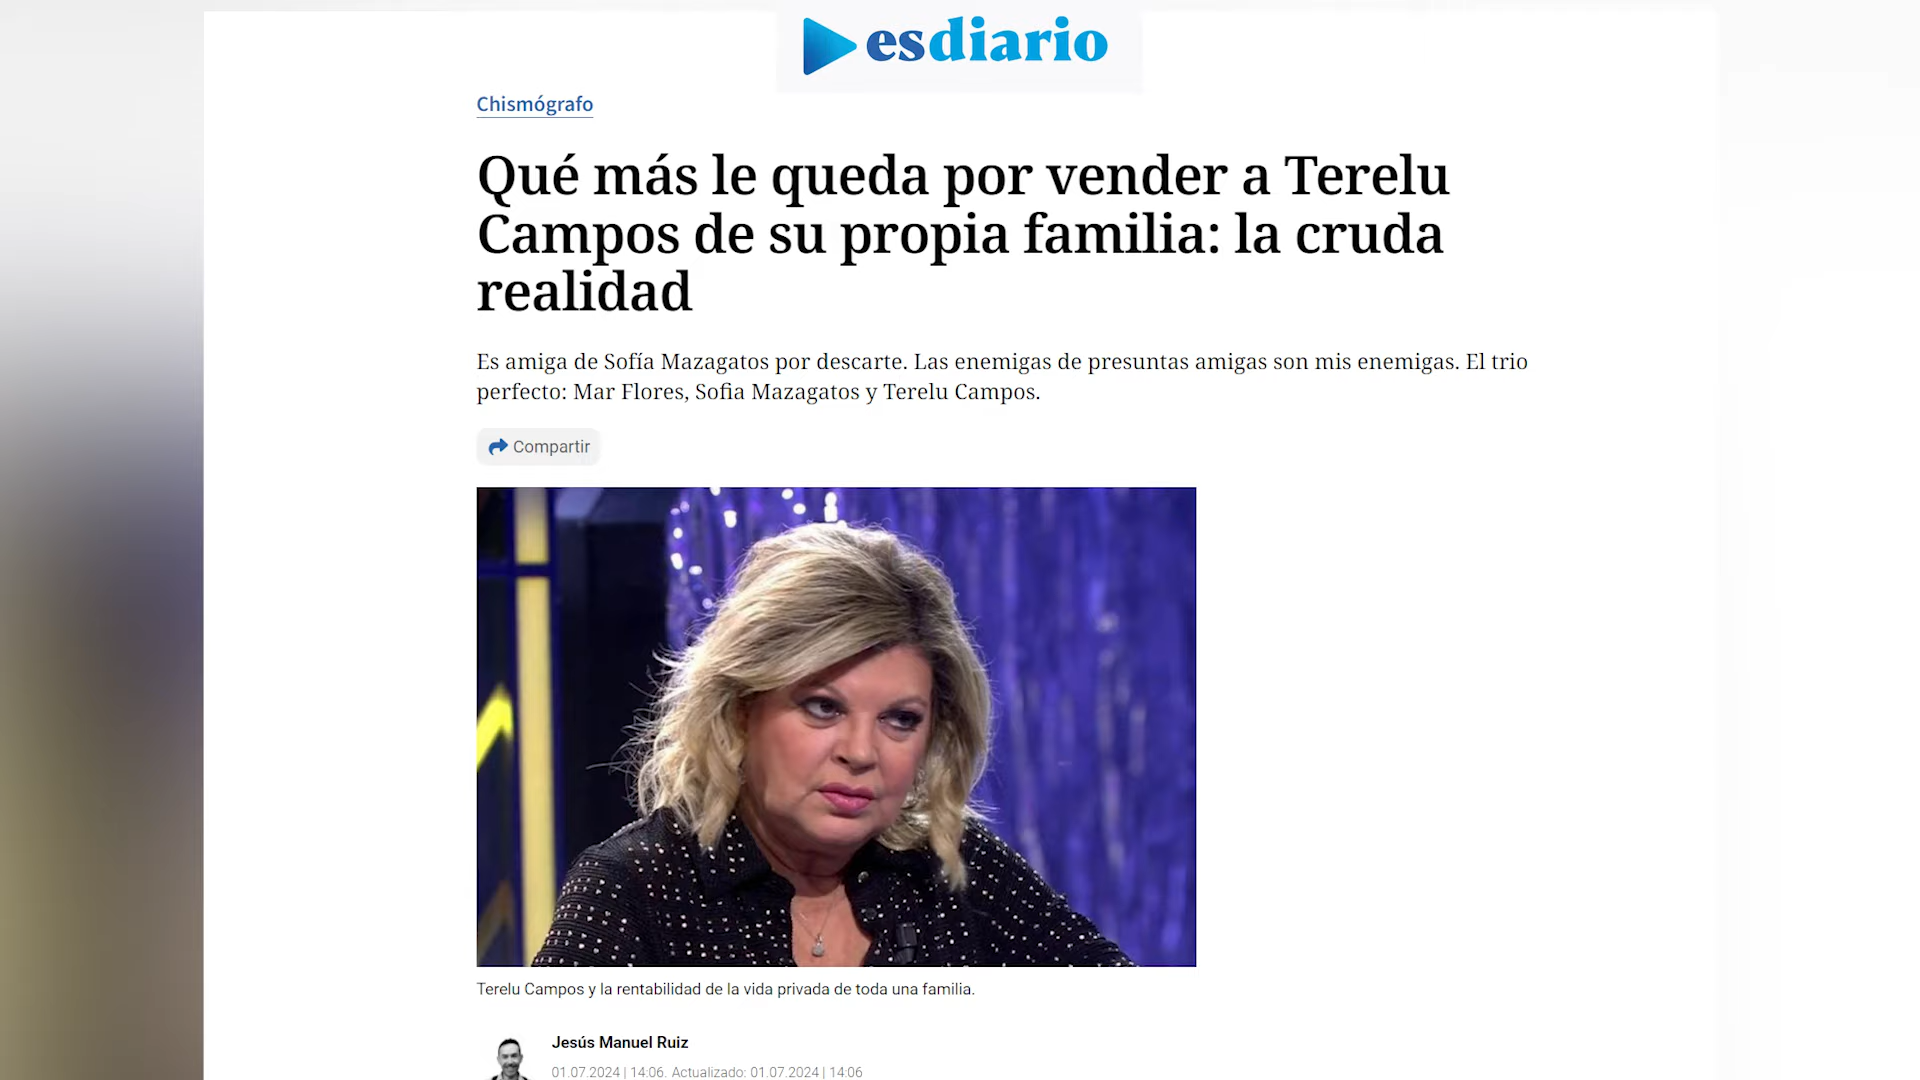 esdiario
Chismógrafo
Qué más le queda por vender a Terelu
Campos de su propia familia: la cruda
realidad
Es amiga de Sofía Mazagatos por descarte. Las enemigas de presuntas amigas son mis enemigas. El trio
perfecto: Mar Flores, Sofia Mazagatos y Terelu Campos.
Compartir
Terelu Campos y la rentabilidad de la vida privada de toda una familia.
Jesús Manuel Ruiz
01.07.2024 | 14:06. Actualizado: 01.07.2024 | 14:06